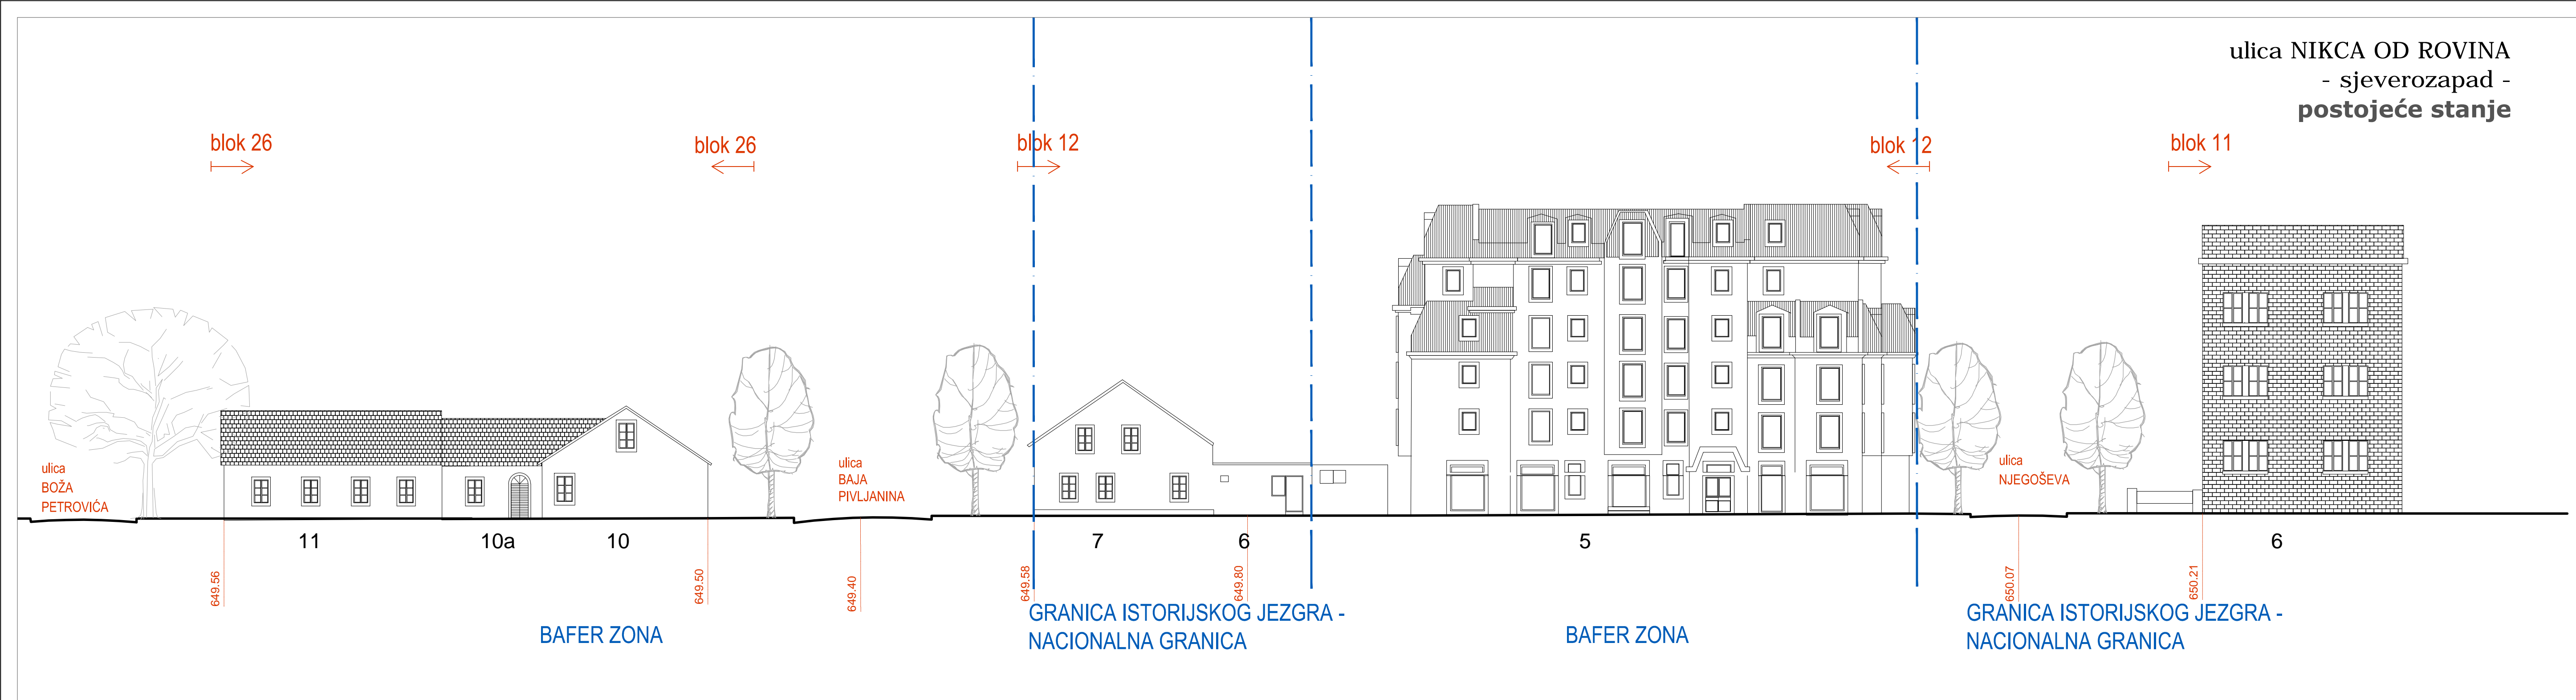 ulica NIKCA OD ROVINA
- sjeverozapad -
postojeće stanje
blok 26
blok 26
blok 12
blok 12
blok 11
ulica
BOŽA
PETROVIĆA
ulica
BAJA
PIVLJANINA
ulica
NJEGOŠEVA
11
10a
10
7
6
5
6
649.56
649.50
649.40
649.58
649.80
650.07
650.21
BAFER ZONA
GRANICA ISTORIJSKOG JEZGRA -
NACIONALNA GRANICA
BAFER ZONA
GRANICA ISTORIJSKOG JEZGRA -
NACIONALNA GRANICA